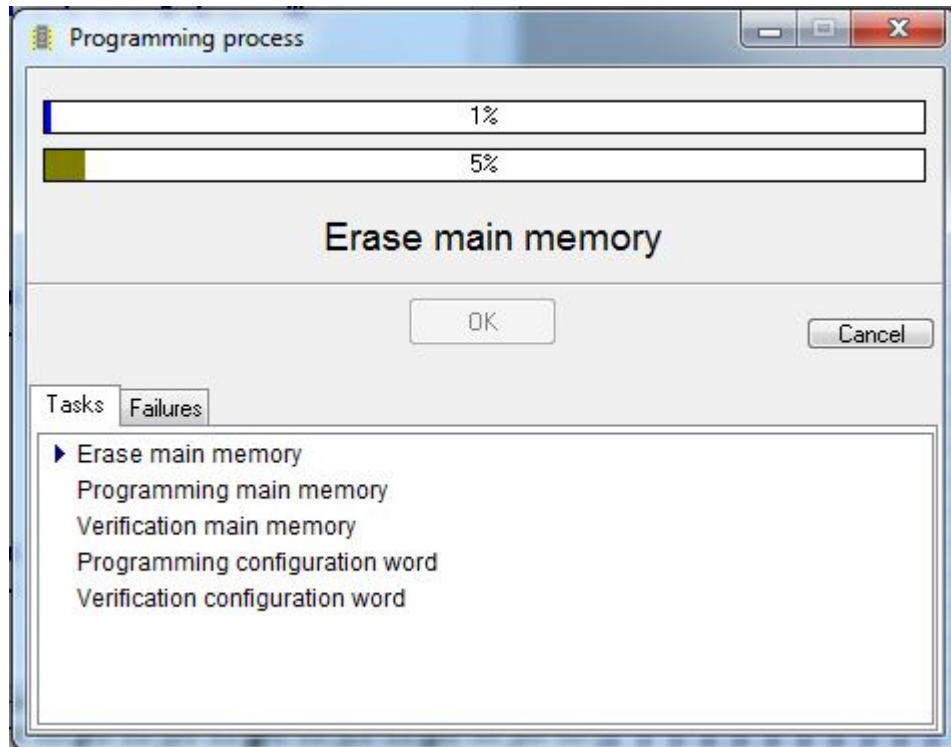 Programming process
1%
5%
Erase main memory
OK
Cancel
Tasks Failures
Erase main memory
Programming main memory
Verification main memory
Programming configuration word
Verification configuration word